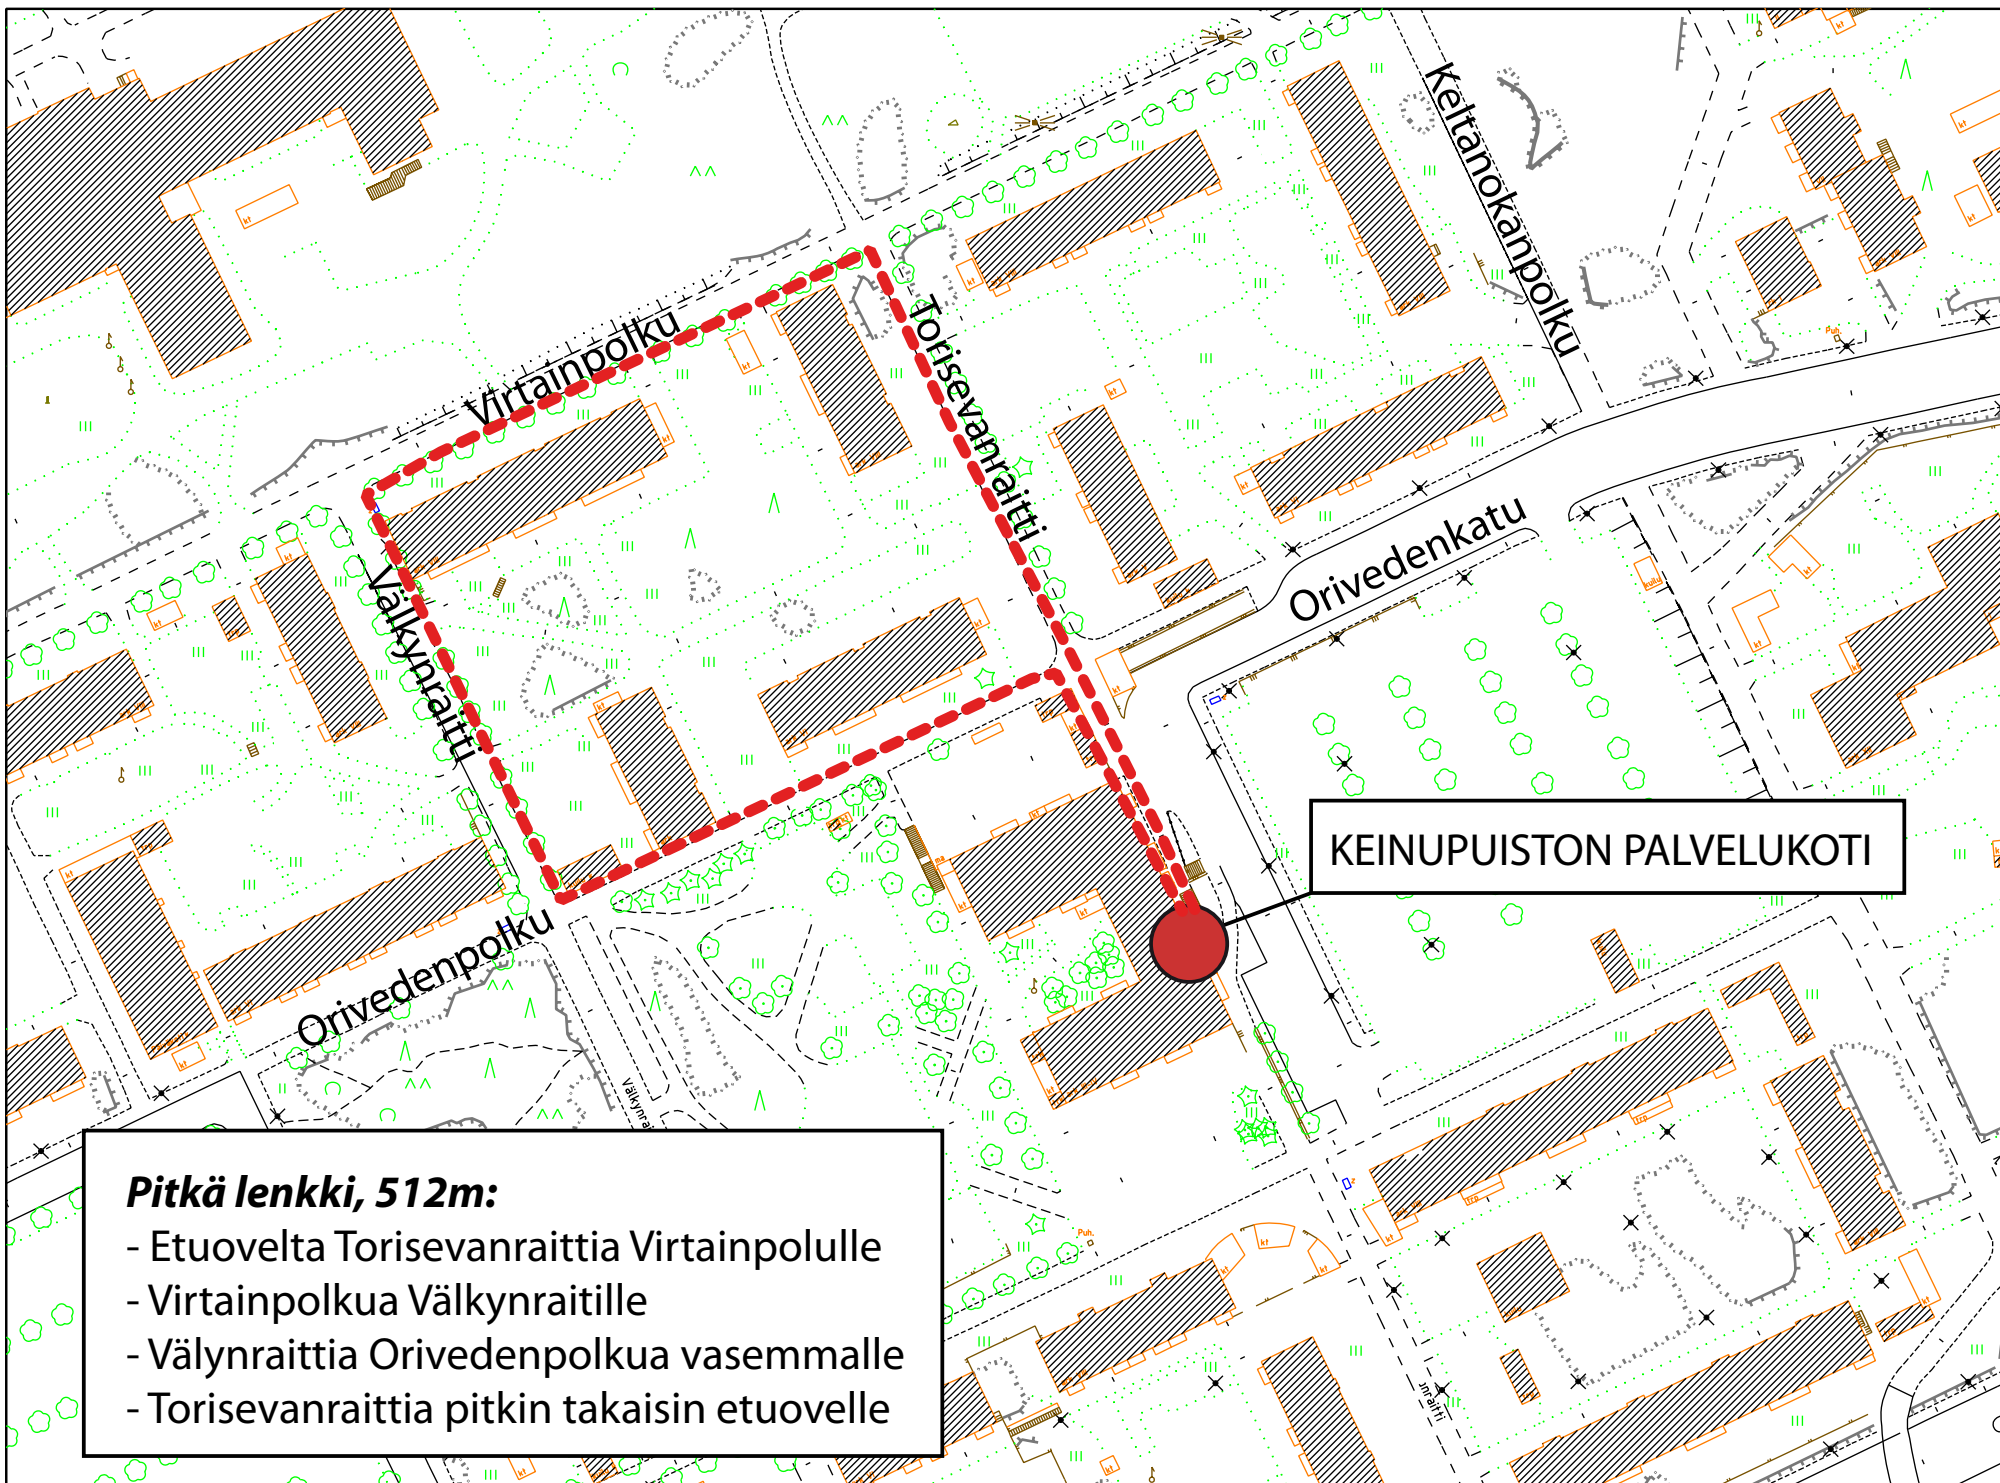 Keltanokanpolku
Virtainpolku
Torisevanraitti
Orivedenkatu
Välkynraitti
KEINUPUISTON PALVELUKOTI
Orivedenpolku
Pitkä lenkki, 512m:
- Etuovelta Torisevanraittia Virtainpolulle
- Virtainpolkua Välkynraitille
- Välynraittia Orivedenpolkua vasemmalle
- Torisevanraittia pitkin takaisin etuovelle